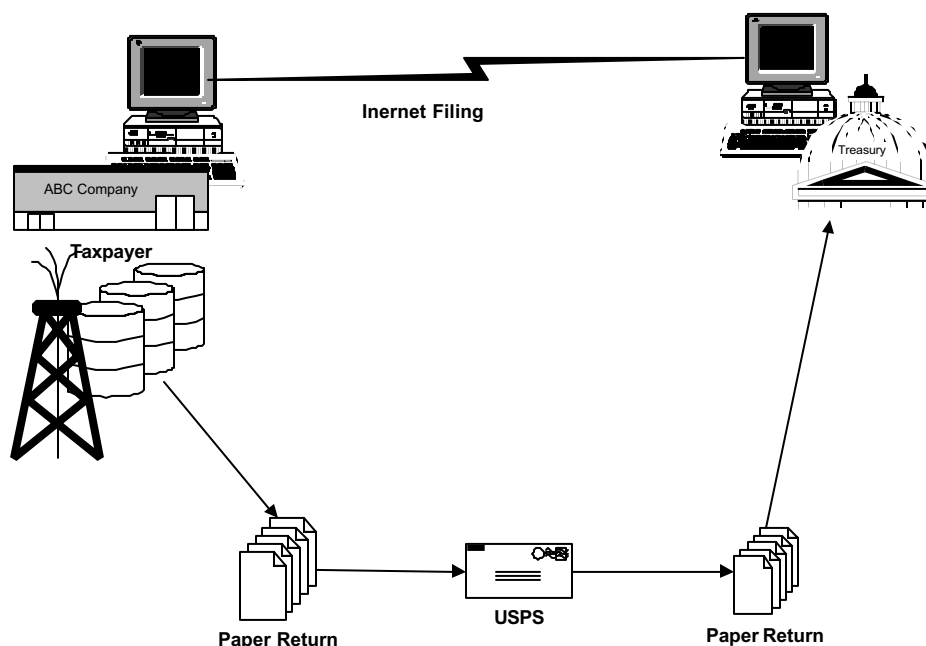 Inernet Filing
Treasury
ABC Company
Taxpayer
USPS
Paper Return
Paper Return